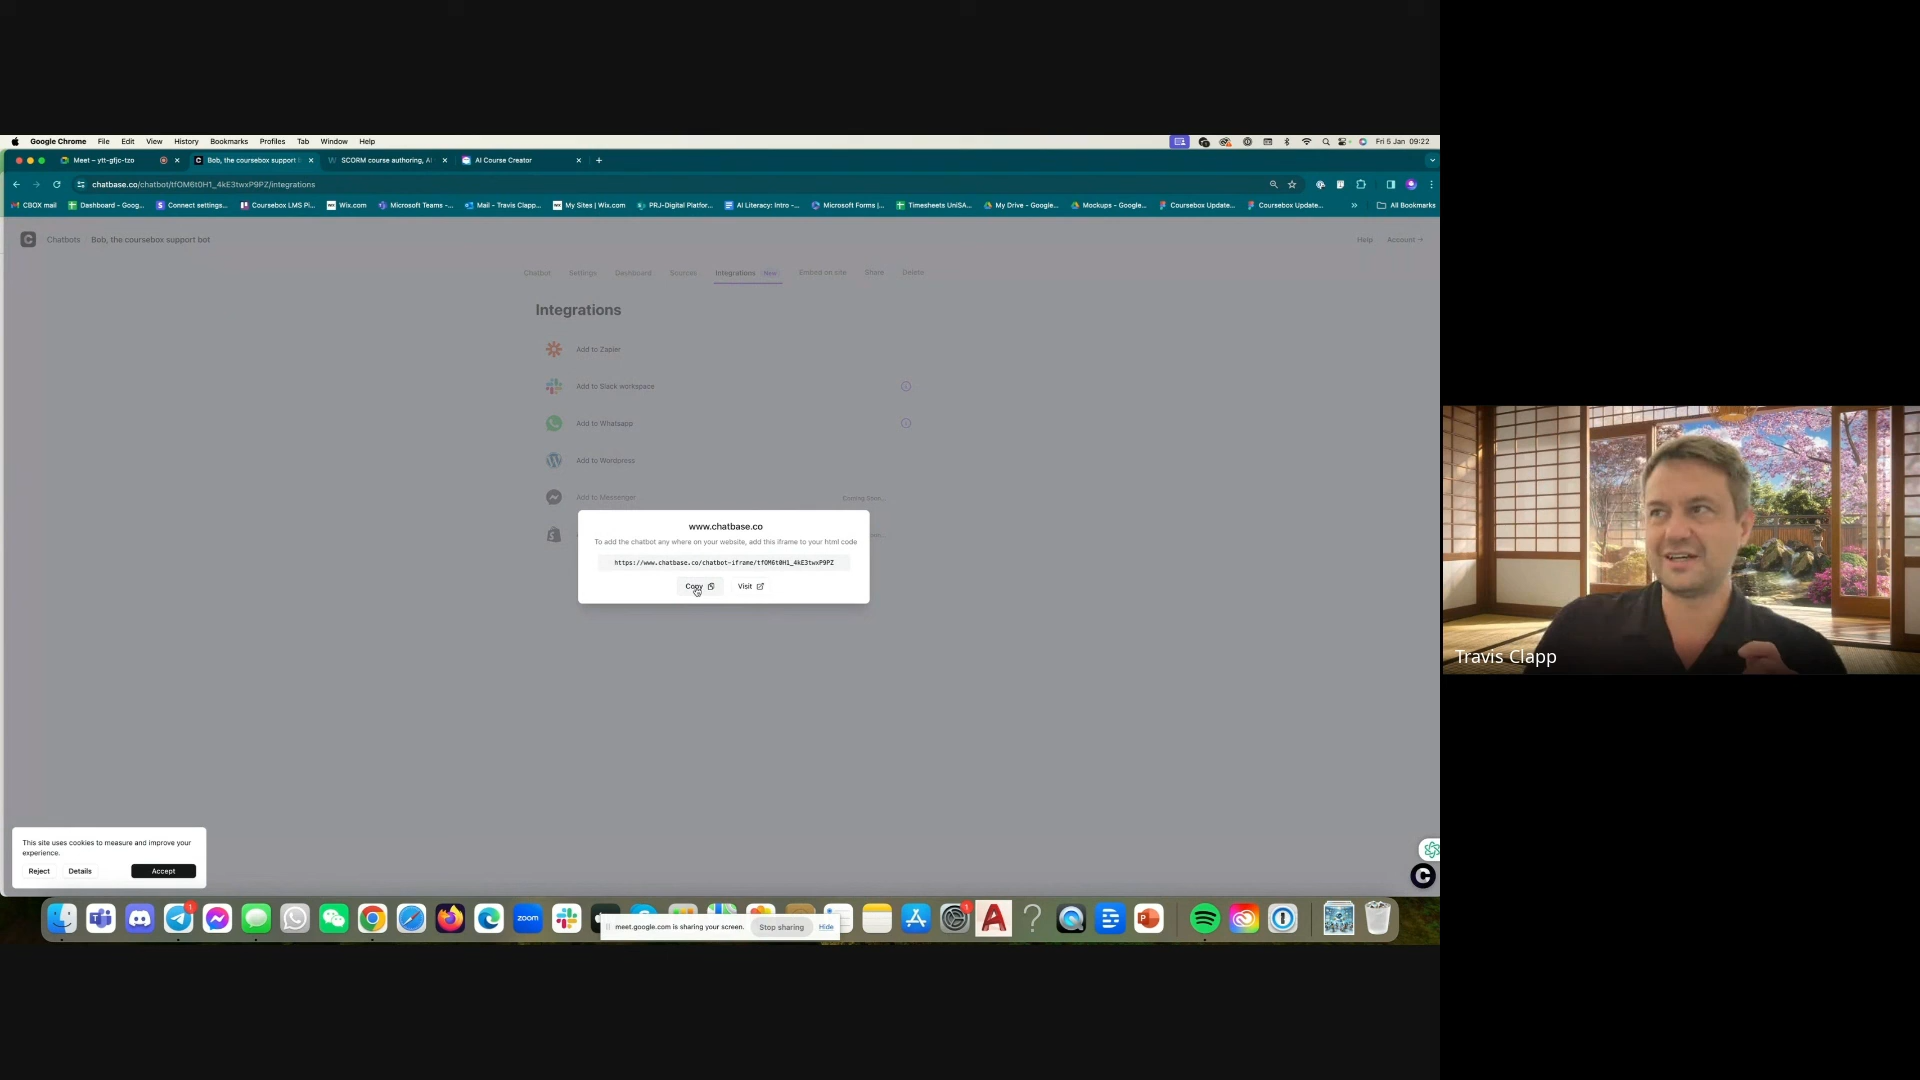 Google Chrome File Edit View History Bookmarks Profiles Tab Window Help
Fri 5 Jan 09:22
Meet – ytt-gfjc-tzo
Bob, the coursebox support
SCORM course authoring, AI
AI Course Creator
chatbase.co/chatbot/tfOM6t0H1_4kE3twxP9PZ/integrations
CBOX mail
Dashboard - Goog...
Connect settings...
Coursebox LMS Pi...
Wix.com
Microsoft Teams -...
Mail - Travis Clapp...
My Sites | Wix.com
PRJ-Digital Platfor...
AI Literacy: Intro -...
Microsoft Forms |...
Timesheets UniSA...
My Drive - Google...
Mockups - Google...
Coursebox Update...
Coursebox Update...
All Bookmarks
Chatbots Bob, the coursebox support bot
Help Account →
Chatbot Settings Dashboard Sources Integrations New Embed on site Share Delete
Integrations
Add to Zapier
Add to Slack workspace
Add to Whatsapp
Add to Wordpress
Add to Messenger
Coming Soon...
www.chatbase.co
To add the chatbot any where on your website, add this iframe to your html code
https://www.chatbase.co/chatbot-iframe/tfOM6t0H1_4kE3twxP9PZ
Copy Visit
This site uses cookies to measure and improve your
experience.
Reject Details Accept
Travis Clapp
zoom
meet.google.com is sharing your screen. Stop sharing Hide